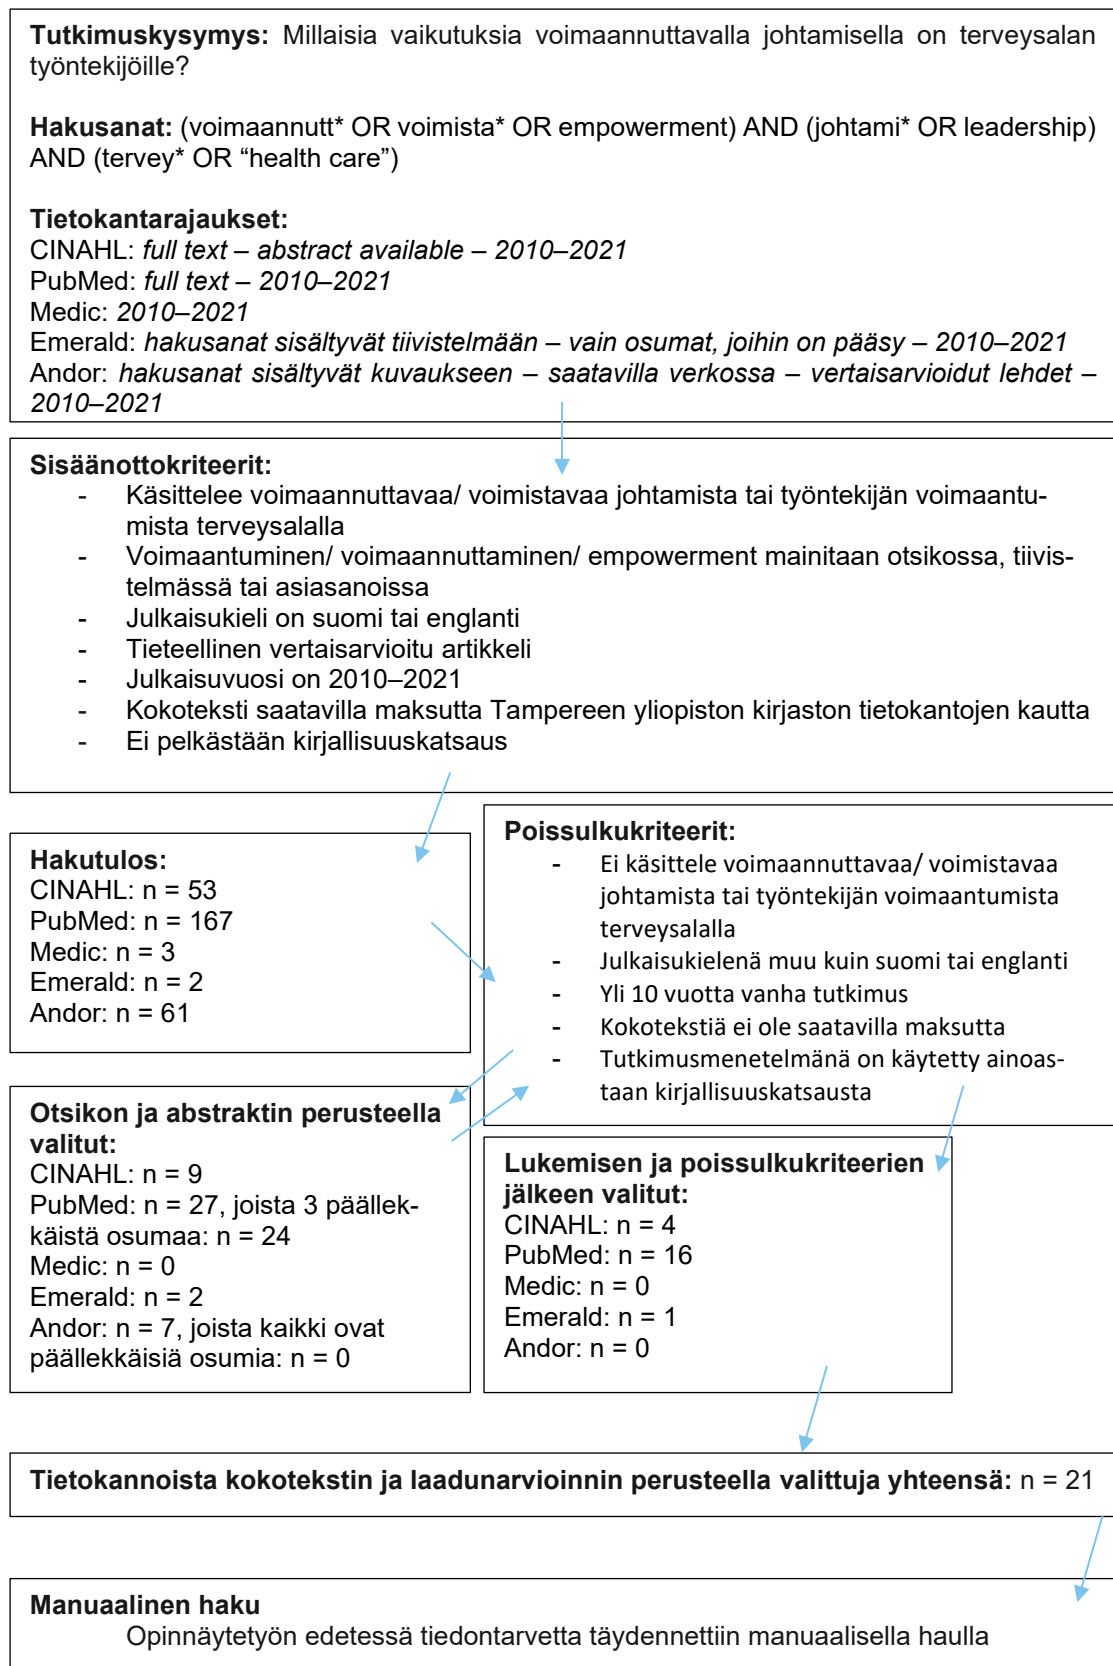 Tutkimuskysymys: Millaisia vaikutuksia voimaannuttavalla johtamisella on terveysalan
työntekijöille?
Hakusanat: (voimaannutt* OR voimista* OR empowerment) AND (johtami* OR leadership)
AND (tervey* OR “health care”)
Tietokantarajaukset:
CINAHL: full text – abstract available – 2010–2021
PubMed: full text – 2010–2021
Medic: 2010–2021
Emerald: hakusanat sisältyvät tiivistelmään – vain osumat, joihin on pääsy – 2010–2021
Andor: hakusanat sisältyvät kuvaukseen – saatavilla verkossa – vertaisarvioidut lehdet –
2010–2021
Sisäänottokriteerit:
- Käsittelee voimaannuttavaa/ voimistavaa johtamista tai työntekijän voimaantu-
mista terveysalalla
- Voimaantuminen/ voimaannuttaminen/ empowerment mainitaan otsikossa, tiivis-
telmässä tai asiasanoissa
- Julkaisukieli on suomi tai englanti
- Tieteellinen vertaisarvioitu artikkeli
- Julkaisuvuosi on 2010–2021
- Kokoteksti saatavilla maksutta Tampereen yliopiston kirjaston tietokantojen kautta
- Ei pelkästään kirjallisuuskatsaus
Hakutulos:
CINAHL: n = 53
PubMed: n = 167
Medic: n = 3
Emerald: n = 2
Andor: n = 61
Poissulkukriteerit:
- Ei käsittele voimaannuttavaa/ voimistavaa
johtamista tai työntekijän voimaantumista
terveysalalla
- Julkaisukielenä muu kuin suomi tai englanti
- Yli 10 vuotta vanha tutkimus
- Kokotekstiä ei ole saatavilla maksutta
- Tutkimusmenetelmänä on käytetty ainoas-
taan kirjallisuuskatsausta
Otsikon ja abstraktin perusteella
valitut:
CINAHL: n = 9
PubMed: n = 27, joista 3 päällek-
käistä osumaa: n = 24
Medic: n = 0
Emerald: n = 2
Andor: n = 7, joista kaikki ovat
päällekkäisiä osumia: n = 0
Lukemisen ja poissulkukriteerien
jälkeen valitut:
CINAHL: n = 4
PubMed: n = 16
Medic: n = 0
Emerald: n = 1
Andor: n = 0
Tietokannoista kokotekstin ja laadunarvioinnin perusteella valittuja yhteensä: n = 21
Manuaalinen haku
Opinnäytetyön edetessä tiedontarvetta täydennettiin manuaalisella haulla